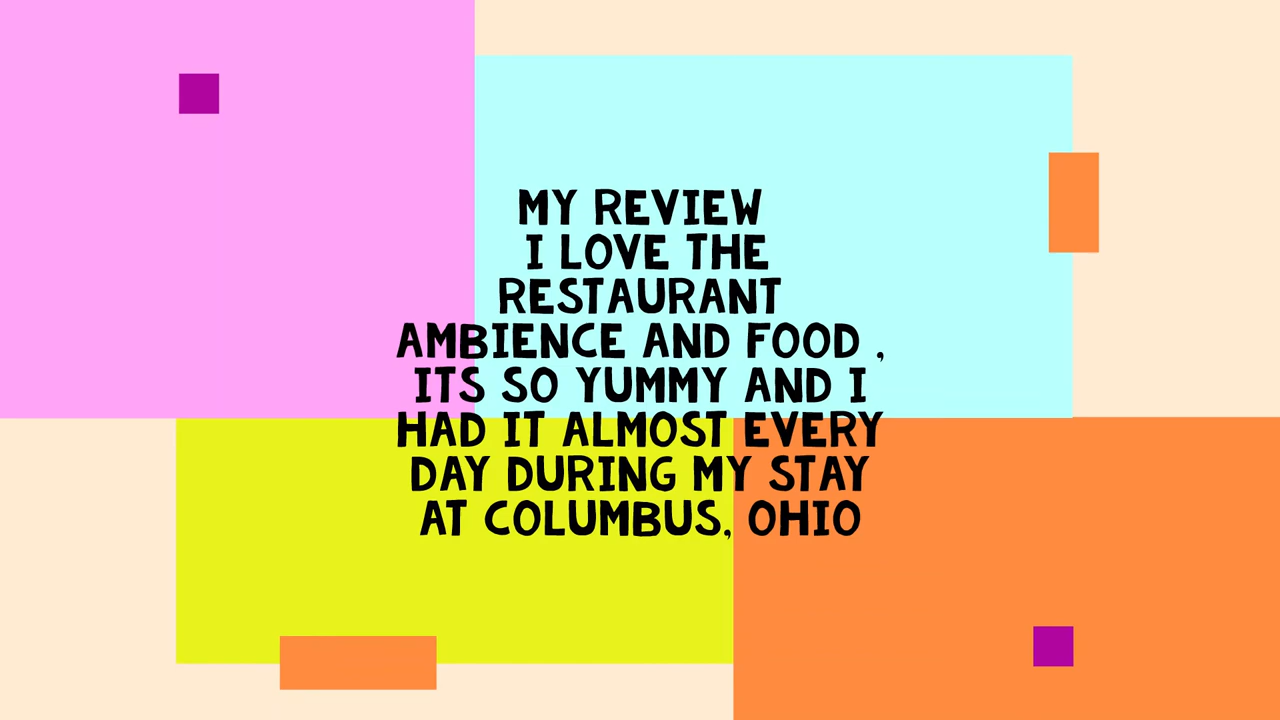 MY REVIEW
I LOVE THE
RESTAURANT
AMBIENCE AND FOOD ,
ITS SO YUMMY AND I
HAD IT ALMOST EVERY
DAY DURING MY STAY
AT COLUMBUS, OHIO